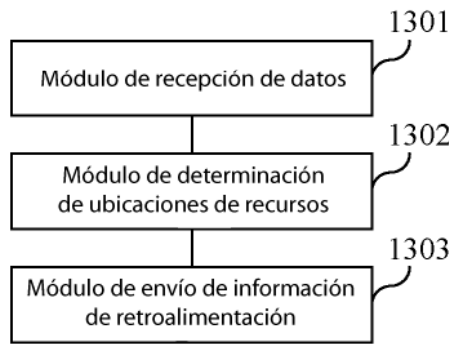 1301
Módulo de recepción de datos
1302
Módulo de determinación
de ubicaciones de recursos
1303
Módulo de envío de información
de retroalimentación